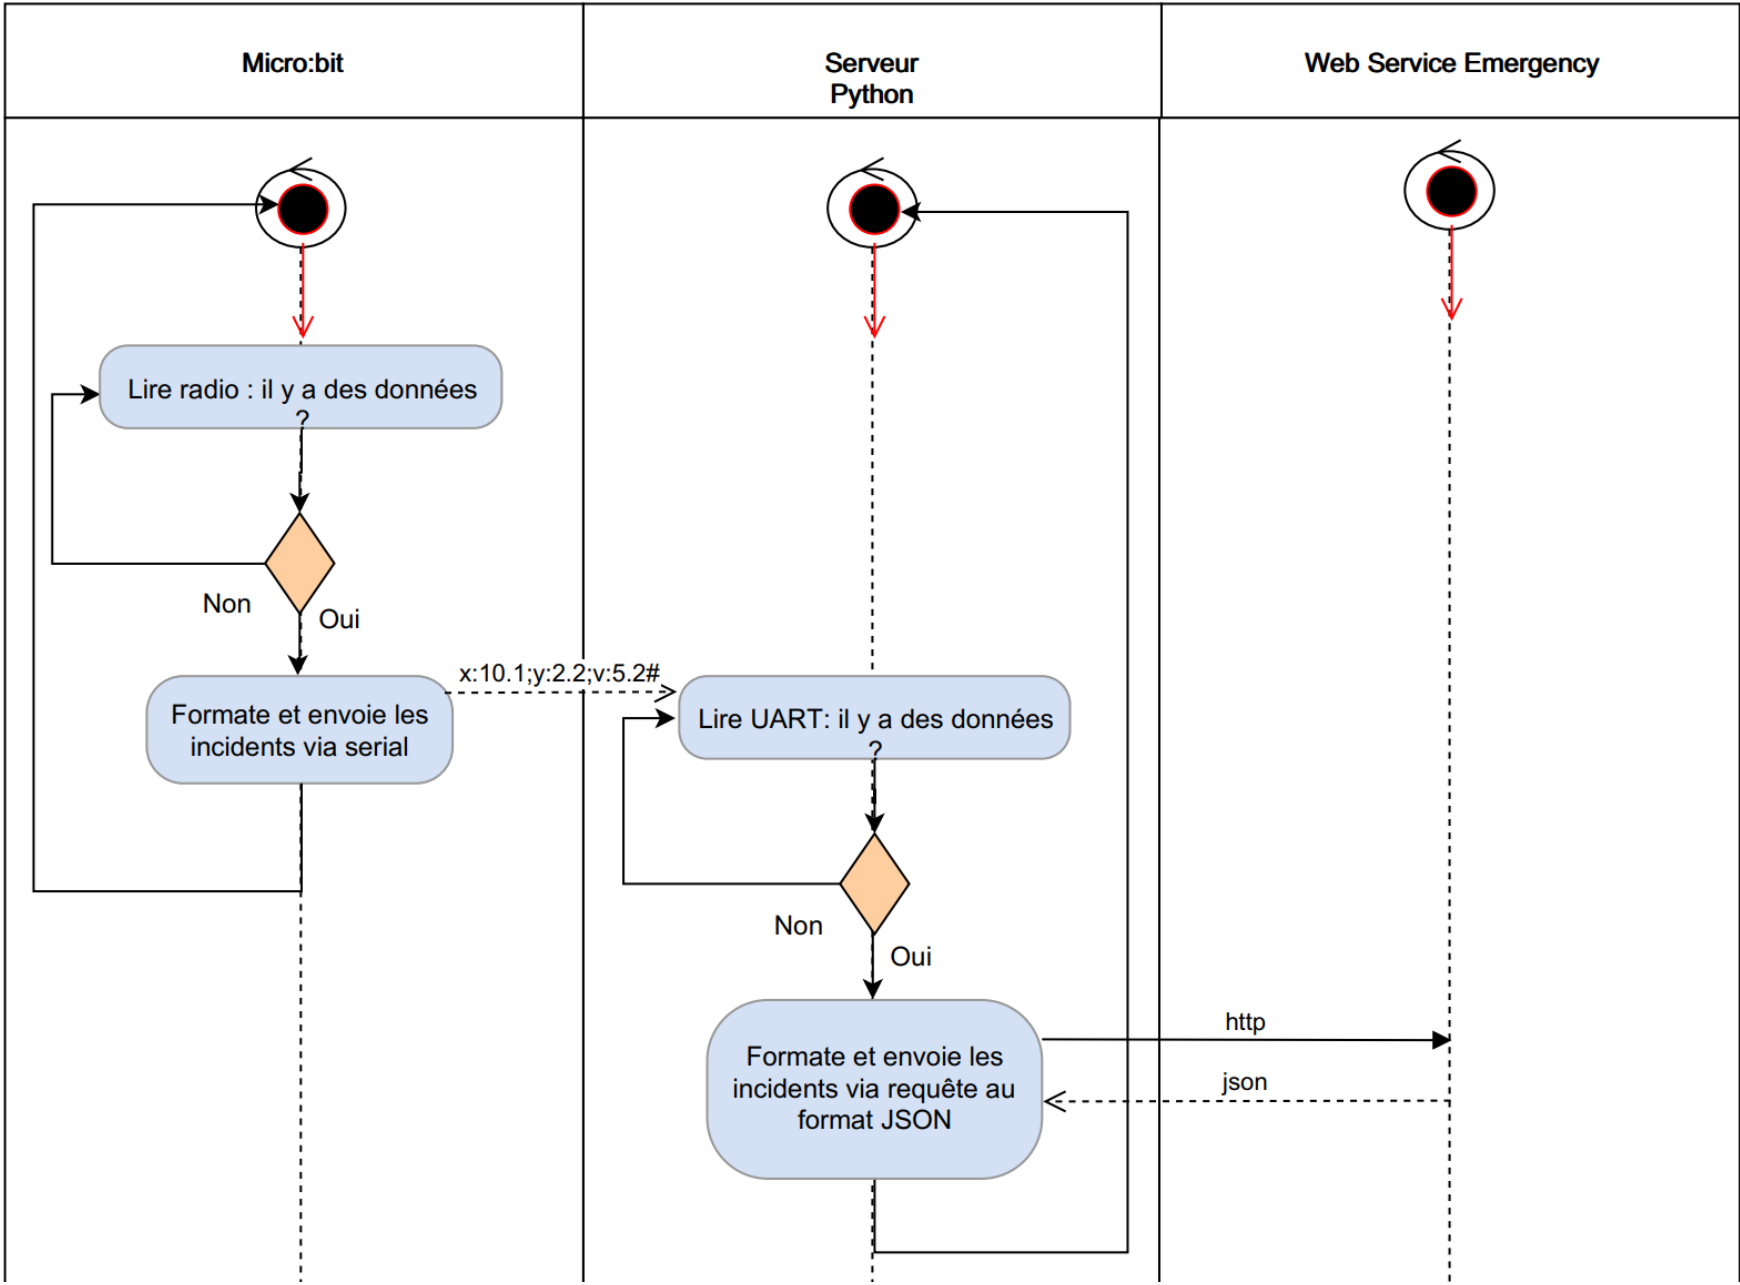 Micro:bit
Serveur
Python
Web Service Emergency
Lire radio : il y a des données
?
Non
Oui
x:10.1;y:2.2;v:5.2#
Formate et envoie les
incidents via serial
Lire UART: il y a des données
?
Non
Oui
Formate et envoie les
incidents via requête au
format JSON
http
json